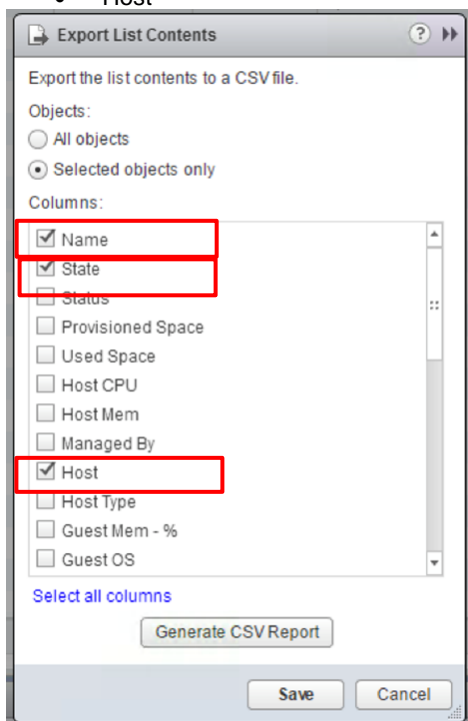 Host
Export List Contents
Export the list contents to a CSV file.
Objects:
All objects
Selected objects only
Columns:
Name
State
Status
Provisioned Space
Used Space
Host CPU
Host Mem
Managed By
Host
Host Type
Guest Mem - %
Guest OS
Select all columns
Generate CSV Report
Save Cancel